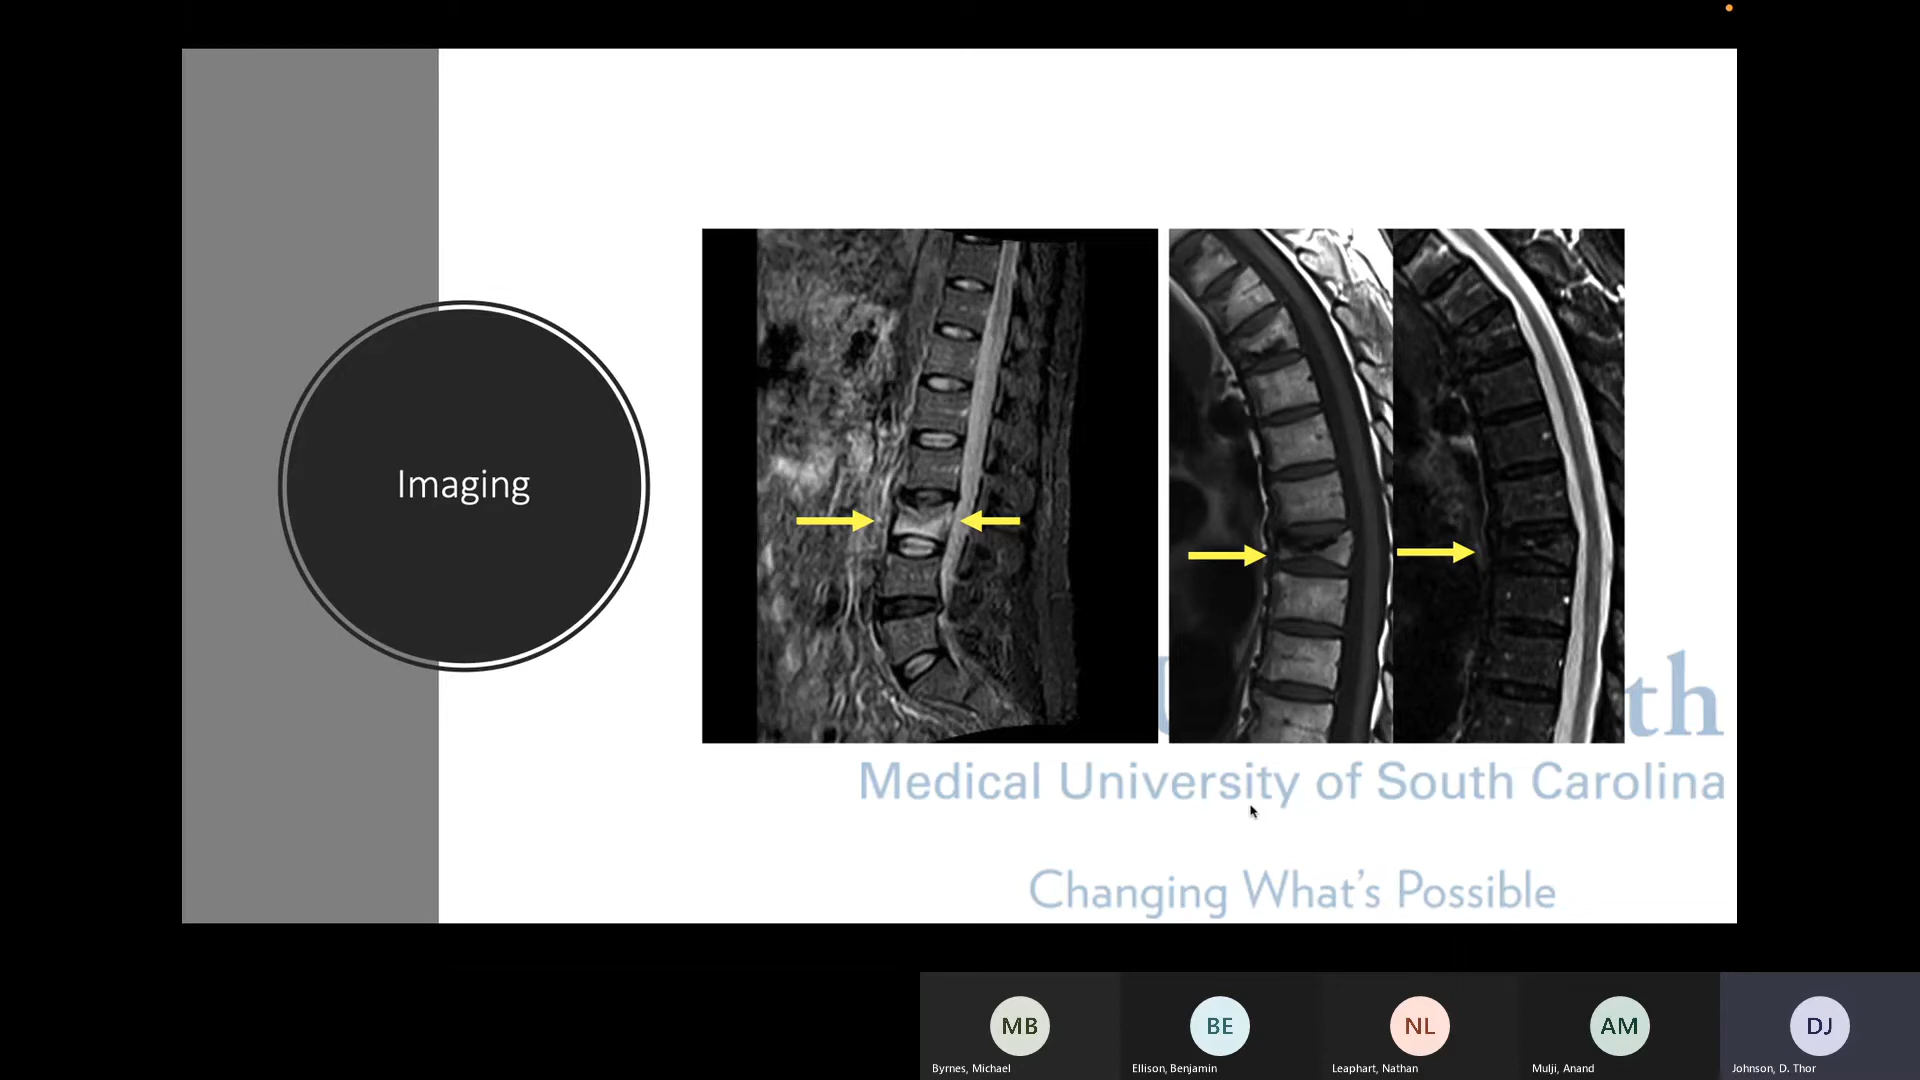 Imaging
th
Medical University of South Carolina
Changing What's Possible
MB
BE
NL
AM
DJ
Byrnes, Michael
Ellison, Benjamin
Leaphart, Nathan
Mulji, Anand
Johnson, D. Thor